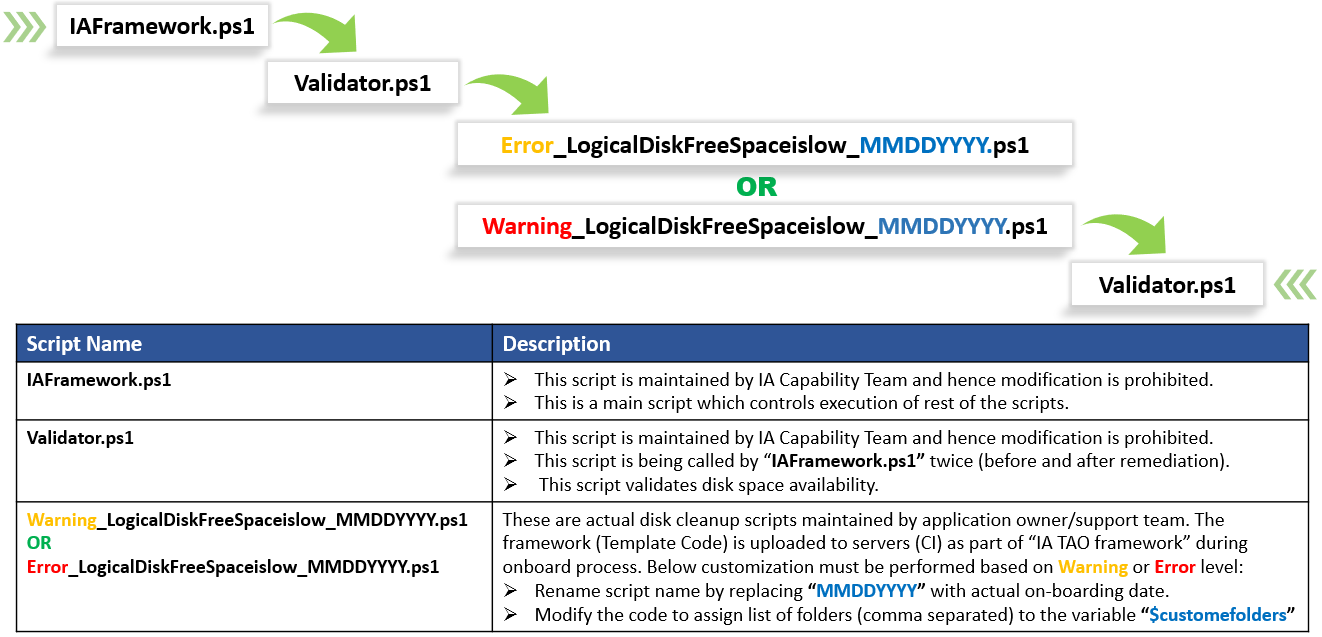 IAFramework.ps1
Validator.ps1
Error_LogicalDiskFreeSpaceislow_MMDDYYYY.ps1
OR
Warning_LogicalDiskFreeSpaceislow_MMDDYYYY.ps1
Validator.ps1
Script Name
Description
IAFramework.ps1
➢ This script is maintained by IA Capability Team and hence modification is prohibited.
➢ This is a main script which controls execution of rest of the scripts.
Validator.ps1
➢ This script is maintained by IA Capability Team and hence modification is prohibited.
➢ This script is being called by “IAFramework.ps1” twice (before and after remediation).
➢ This script validates disk space availability.
Warning_LogicalDiskFreeSpaceislow_MMDDYYYY.ps1
OR
Error_LogicalDiskFreeSpaceislow_MMDDYYYY.ps1
These are actual disk cleanup scripts maintained by application owner/support team. The
framework (Template Code) is uploaded to servers (CI) as part of “IA TAO framework” during
onboard process. Below customization must be performed based on Warning or Error level:
➢ Rename script name by replacing “MMDDYYYY” with actual on-boarding date.
➢ Modify the code to assign list of folders (comma separated) to the variable “$customefolders”